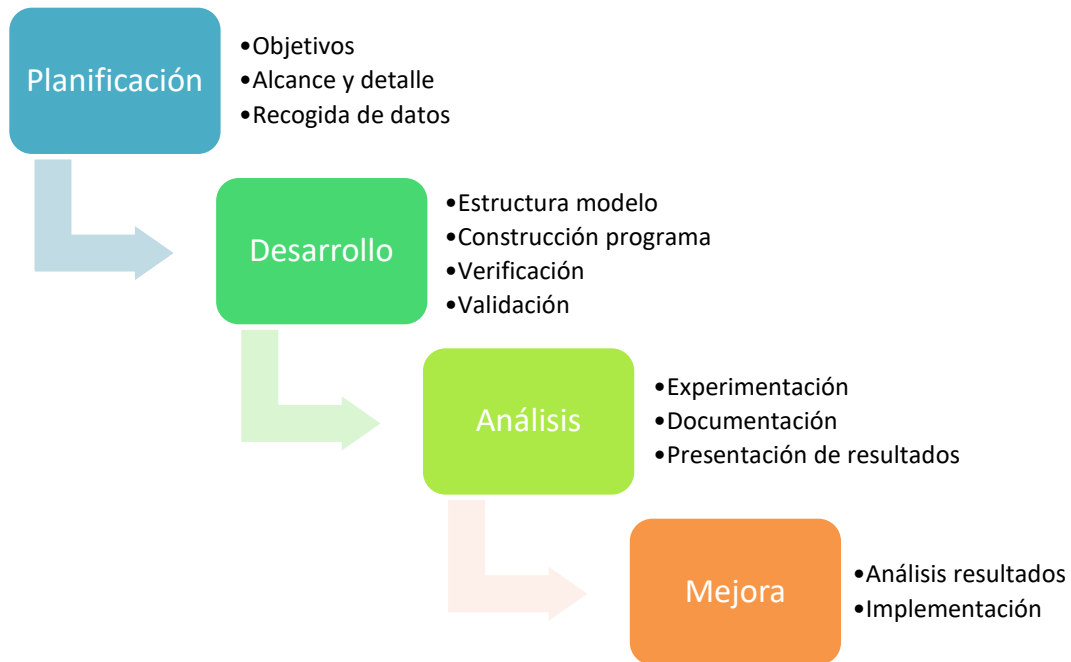 Planificación
•Objetivos
•Alcance y detalle
•Recogida de datos
Desarrollo
•Estructura modelo
•Construcción programa
•Verificación
•Validación
Análisis
•Experimentación
•Documentación
•Presentación de resultados
Mejora
•Análisis resultados
•Implementación